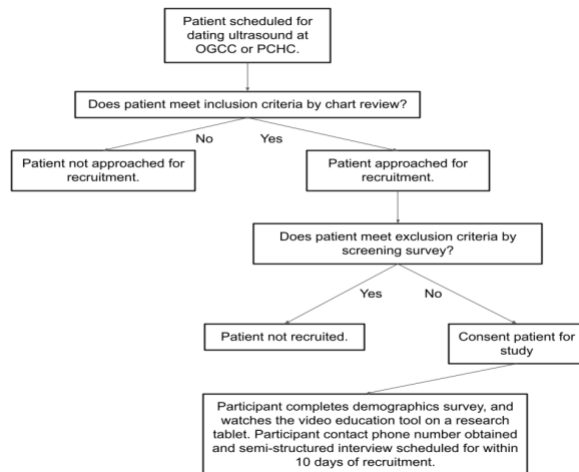 Patient scheduled for
dating ultrasound at
OGCC or PCHC.
Does patient meet inclusion criteria by chart review?
No
Yes
Patient not approached for
recruitment.
Patient approached for
recruitment.
Does patient meet exclusion criteria by
screening survey?
Yes
No
Patient not recruited.
Consent patient for
study
Participant completes demographics survey, and
watches the video education tool on a research
tablet. Participant contact phone number obtained
and semi-structured interview scheduled for within
10 days of recruitment.